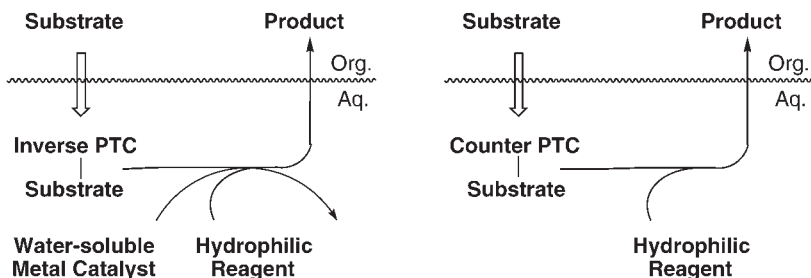 Substrate
Product
Org.
Aq.
Inverse PTC
Substrate
Water-soluble
Metal Catalyst
Hydrophilic
Reagent
Substrate
Product
Org.
Aq.
Counter PTC
Substrate
Hydrophilic
Reagent